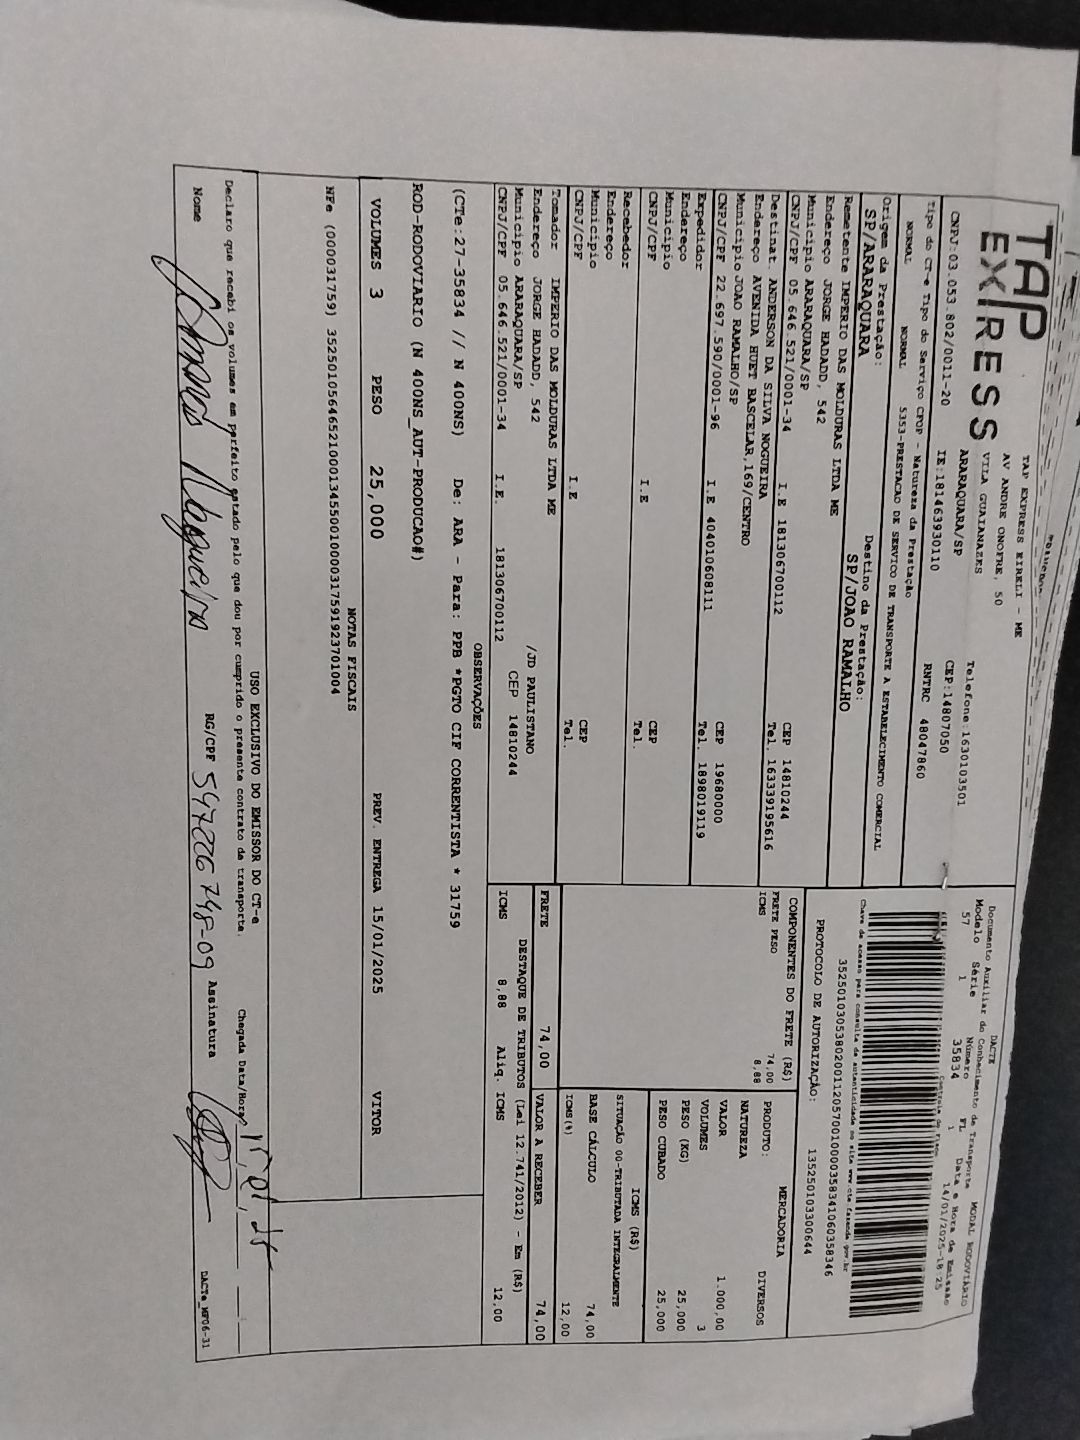 TAP EXPRESS
TAP EXPRESS EIRELI - ME
AV ANDRE ONOFRE, 50
VILA GUAIANAZES
ARARAQUARA/SP
Telefone:1630103501
CEP:14807050
CNPJ:03.053.802/0011-20 IE:181463930110 RNTRC 48047860
Tipo do CT-e Tipo do Serviço CFOP - Natureza da Prestação
NORMAL NORMAL 5353-PRESTACAO DE SERVICO DE TRANSPORTE A ESTABELECIMENTO COMERCIAL
Origem da Prestação: Destino da Prestação:
SP/ARARAQUARA SP/JOAO RAMALHO
Remetente IMPERIO DAS MOLDURAS LTDA ME
Endereço JORGE HADADD, 542
Município ARARAQUARA/SP CEP 14810244
CNPJ/CPF 05.646.521/0001-34 I.E 181306700112 Tel. 163339195616
Destinat. ANDERSON DA SILVA NOGUEIRA
Endereço AVENIDA HUET BASCELAR,169/CENTRO
Município JOAO RAMALHO/SP CEP 19680000
CNPJ/CPF 22.697.590/0001-96 I.E 404010608111 Tel. 1898019119
Expedidor
Endereço
Município CEP
CNPJ/CPF I.E Tel.
Recebedor
Endereço
Município CEP
CNPJ/CPF I.E Tel.
Tomador IMPERIO DAS MOLDURAS LTDA ME
Endereço JORGE HADADD, 542 /JD PAULISTANO
Município ARARAQUARA/SP CEP 14810244
CNPJ/CPF 05.646.521/0001-34 I.E. 181306700112
DACTE MODAL RODOVIÁRIO
Documento Auxiliar do Conhecimento de Transporte
Modelo Série Número FL Data e Hora de Emissão
57 1 35834 1 14/01/2025-18:25
Controle do Fisco
Chave de acesso para consulta de autenticidade no site www.cte.fazenda.gov.br
35250103053802001120570010000358341060358346
PROTOCOLO DE AUTORIZAÇÃO: 135250103300644
COMPONENTES DO FRETE (R$)
FRETE PESO 74,00
ICMS 8,88
PRODUTO: MERCADORIA
NATUREZA DIVERSOS
VALOR 1.000,00
VOLUMES 3
PESO (KG) 25,000
PESO CUBADO 25,000
ICMS (R$)
SITUAÇÃO 00-TRIBUTADA INTEGRALMENTE
BASE CÁLCULO 74,00
ICMS(%) 12,00
FRETE 74,00 VALOR A RECEBER 74,00
DESTAQUE DE TRIBUTOS (Lei 12.741/2012) - Em (R$)
ICMS 8,88 Aliq. ICMS 12,00
OBSERVAÇÕES
(CTe:27-35834 // N 400NS) De: ARA - Para: PPB *PGTO CIF CORRENTISTA * 31759
ROD-RODOVIARIO (N 400NS_AUT-PRODUCAO#)
VOLUMES 3 PESO 25,000 PREV. ENTREGA 15/01/2025 VITOR
NOTAS FISCAIS
NFe (000031759) 35250105646521000134550010000317591923701004
USO EXCLUSIVO DO EMISSOR DO CT-e
Declaro que recebi os volumes em perfeito estado pelo que dou por cumprido o presente contrato de transporte. Chegada Data/Hora
Nome Nogueira RG/CPF 547226748-09 Assinatura
DACTe_MF06-31